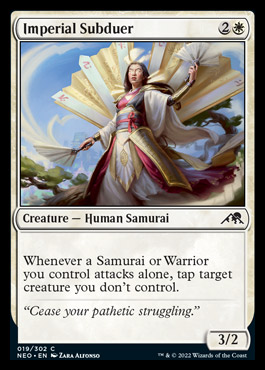 Imperial Subduer 2
Creature — Human Samurai
Whenever a Samurai or Warrior
you control attacks alone, tap target
creature you don't control.
"Cease your pathetic struggling."
3/2
019/302 C
NEO • EN ZARA ALFONSO
™ & © 2022 Wizards of the Coast